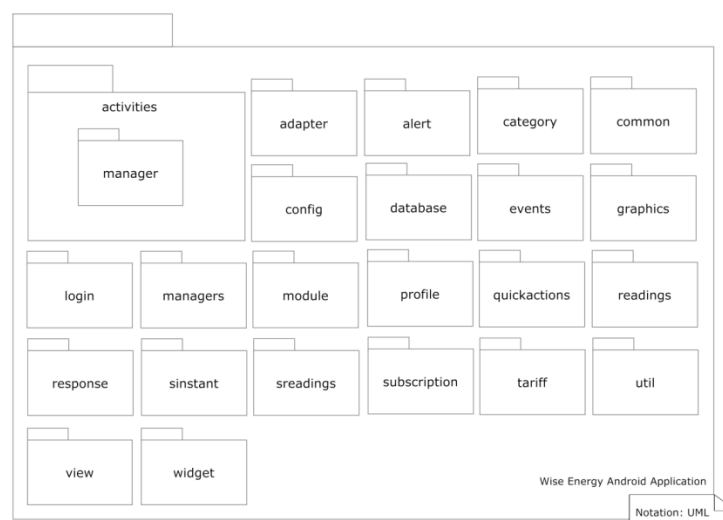 activities
manager
adapter
alert
category
common
config
database
events
graphics
login
managers
module
profile
quickactions
readings
response
sinstant
sreadings
subscription
tariff
util
view
widget
Wise Energy Android Application
Notation: UML